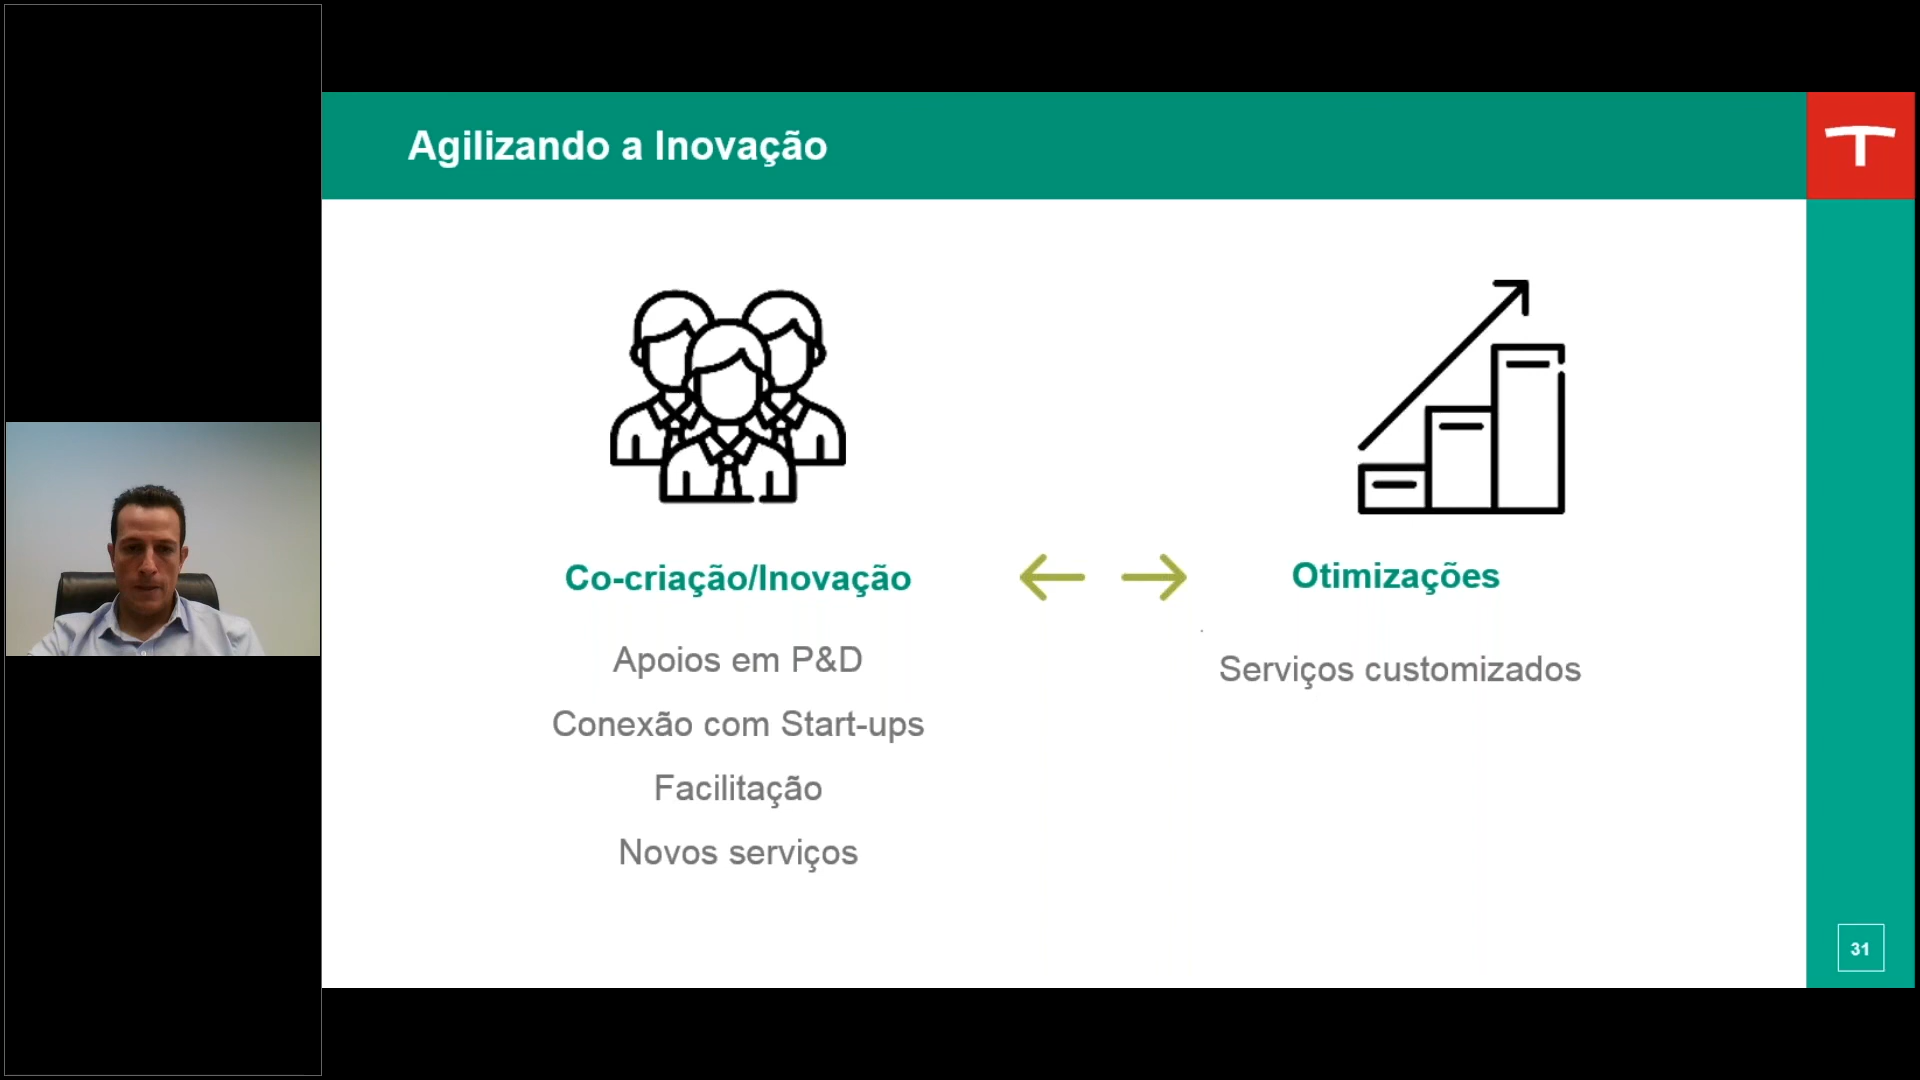 Agilizando a Inovação
T
Co-criação/Inovação
Apoios em P&D
Conexão com Start-ups
Facilitação
Novos serviços
Otimizações
Serviços customizados
31